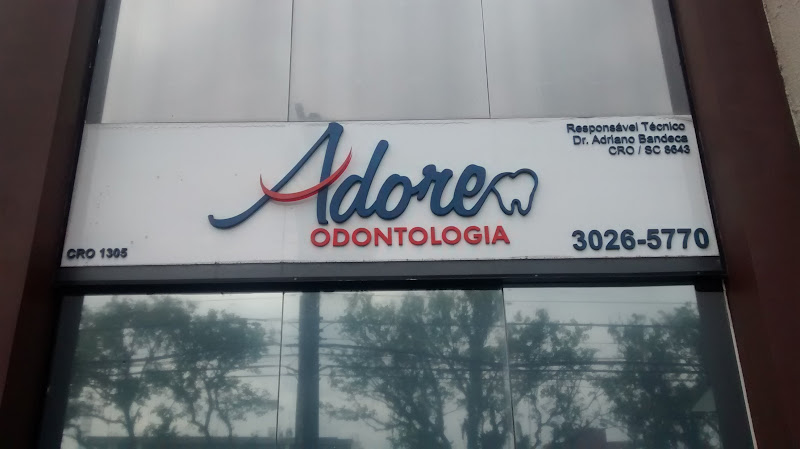 Adore
ODONTOLOGIA
Responsável Técnico
Dr. Adriano Bandeca
CRO / SC 8643
3026-5770
CRO 1305